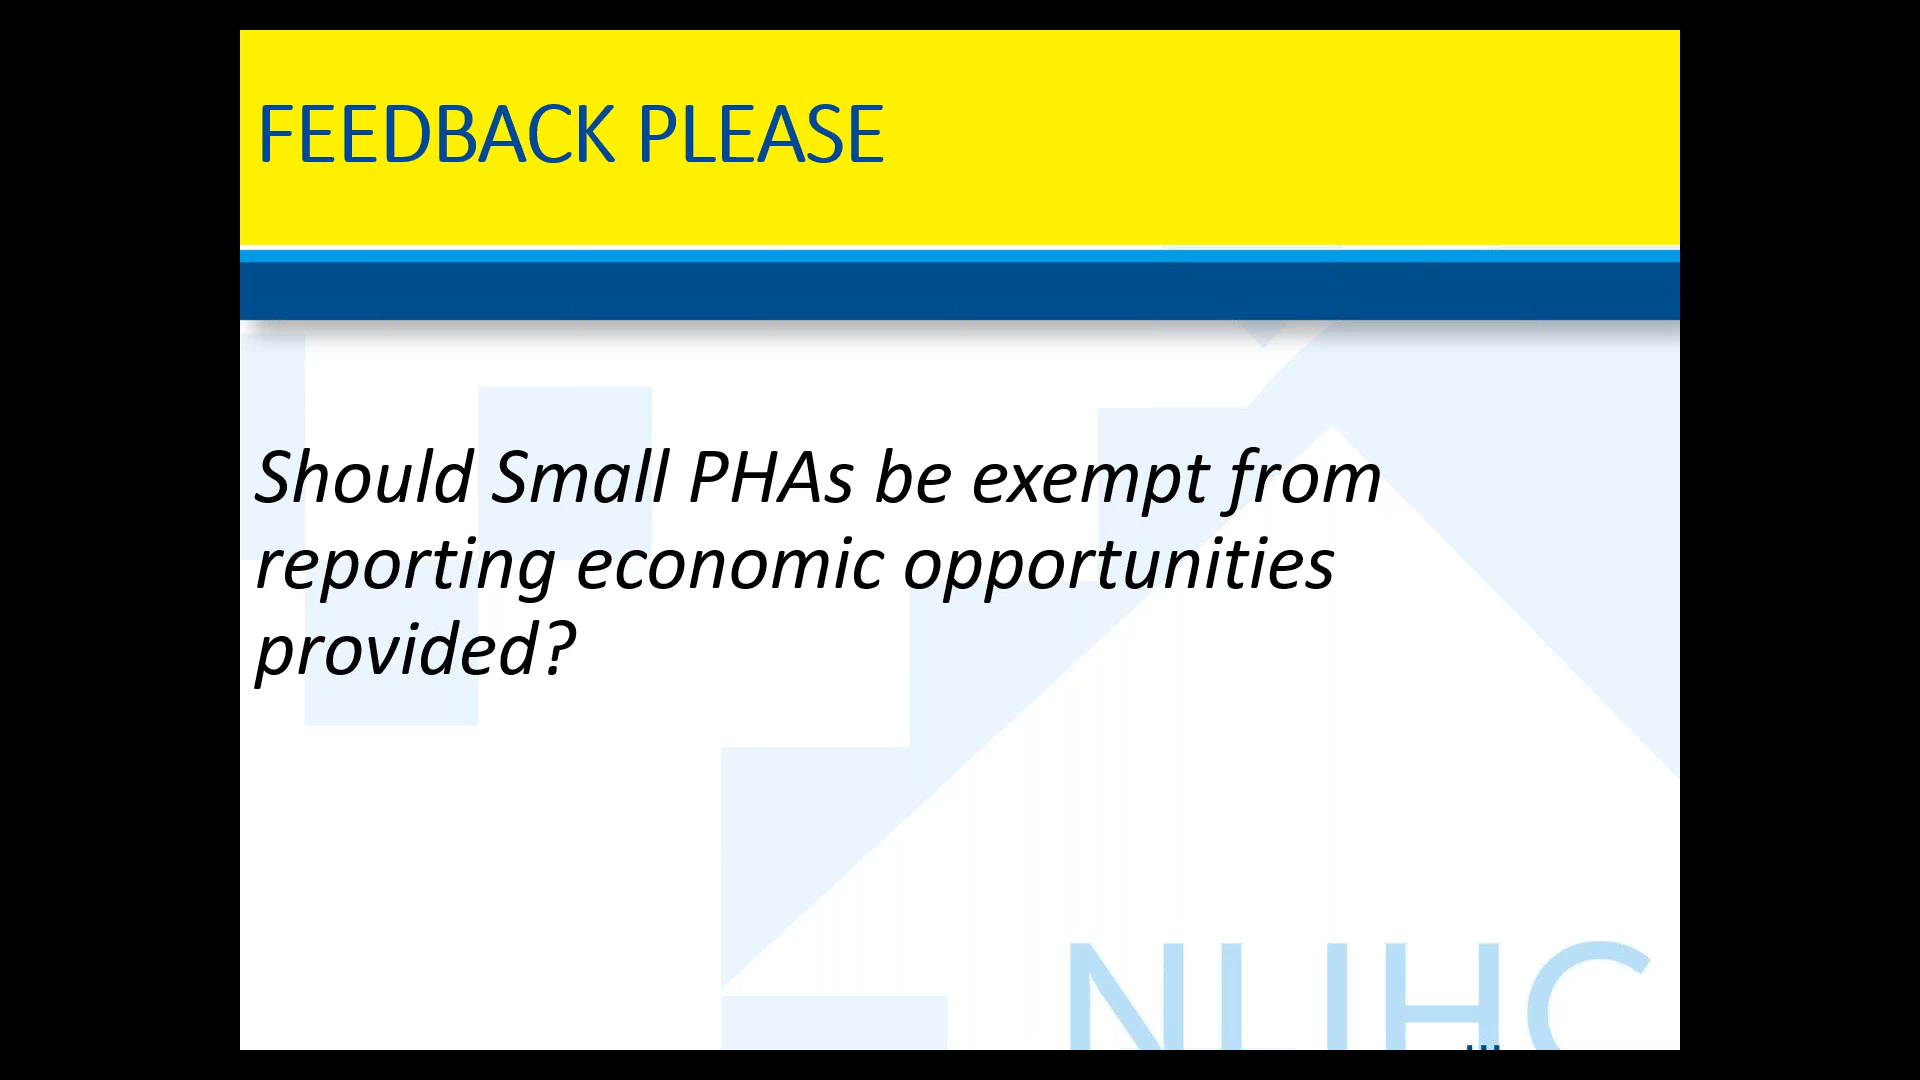 FEEDBACK PLEASE
Should Small PHAs be exempt from
reporting economic opportunities
provided?
NLIHC